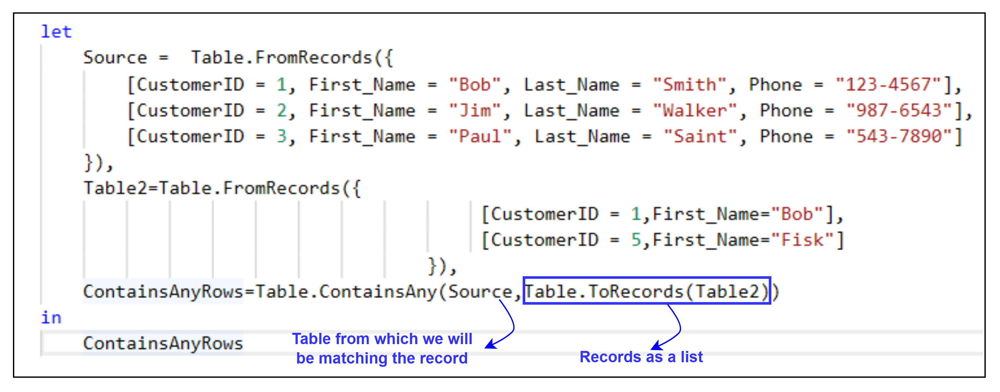 let
Source =  Table.FromRecords({
[CustomerID = 1, First_Name = "Bob", Last_Name = "Smith", Phone = "123-4567"],
[CustomerID = 2, First_Name = "Jim", Last_Name = "Walker", Phone = "987-6543"],
[CustomerID = 3, First_Name = "Paul", Last_Name = "Saint", Phone = "543-7890"]
}),
Table2=Table.FromRecords({
[CustomerID = 1,First_Name="Bob"],
[CustomerID = 5,First_Name="Fisk"]
}),
ContainsAnyRows=Table.ContainsAny(Source,Table.ToRecords(Table2))
in
ContainsAnyRows
Table from which we will
be matching the record
Records as a list